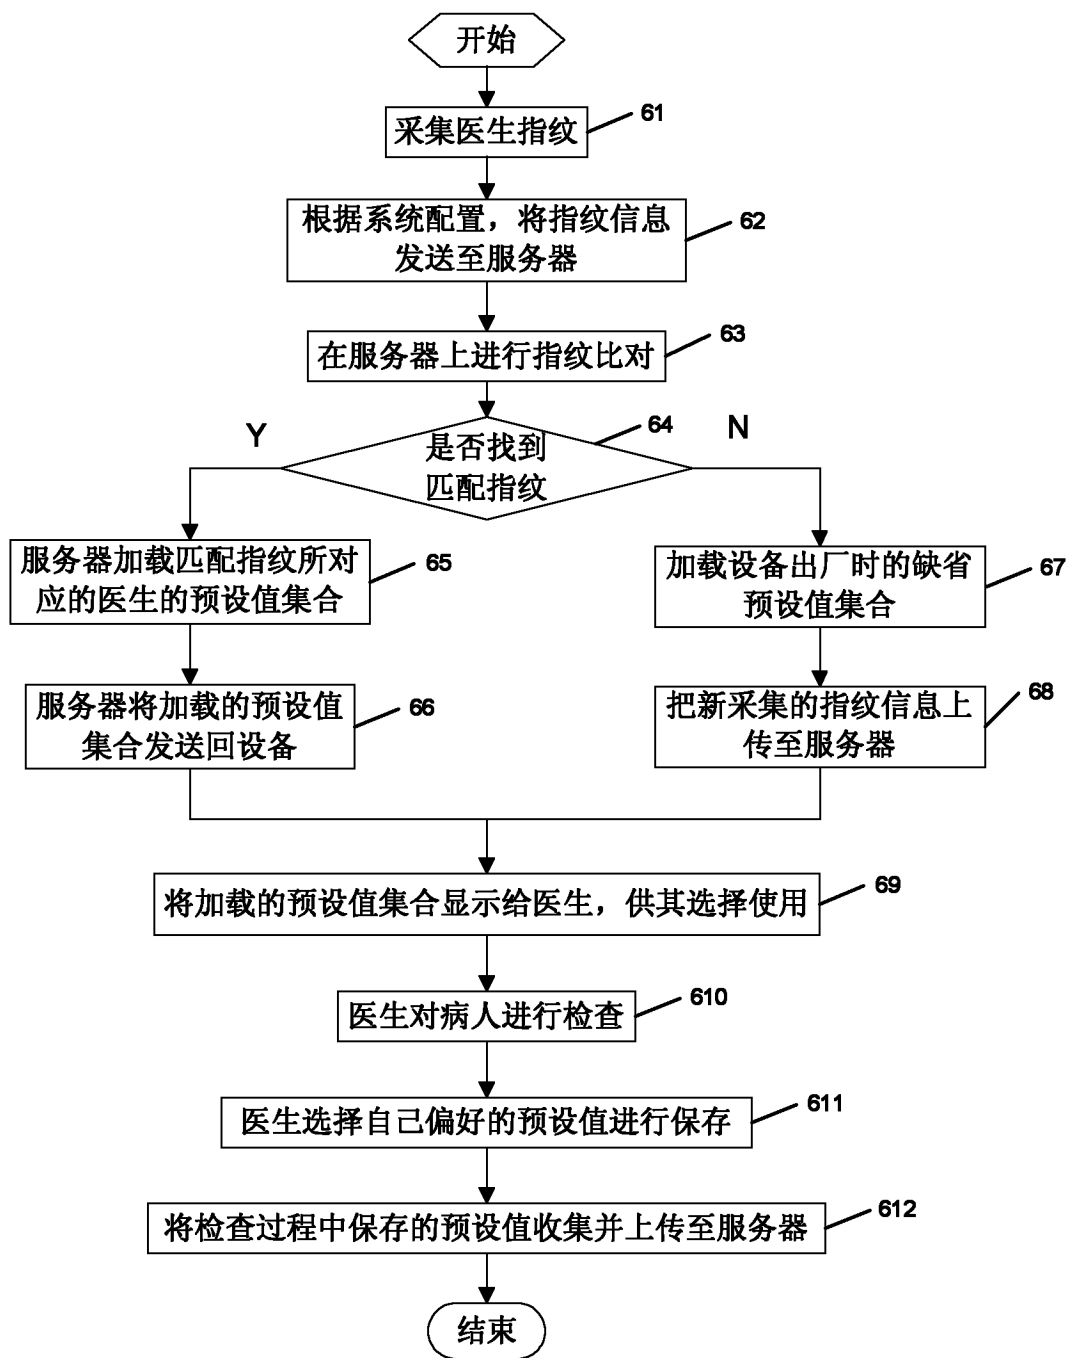 开始
采集医生指纹
61
根据系统配置，将指纹信息
发送至服务器
62
在服务器上进行指纹比对
63
是否找到
匹配指纹
64
Y
N
服务器加载匹配指纹所对
应的医生的预设值集合
65
加载设备出厂时的缺省
预设值集合
67
服务器将加载的预设值
集合发送回设备
66
把新采集的指纹信息上
传至服务器
68
将加载的预设值集合显示给医生，供其选择使用
69
医生对病人进行检查
610
医生选择自己偏好的预设值进行保存
611
将检查过程中保存的预设值收集并上传至服务器
612
结束